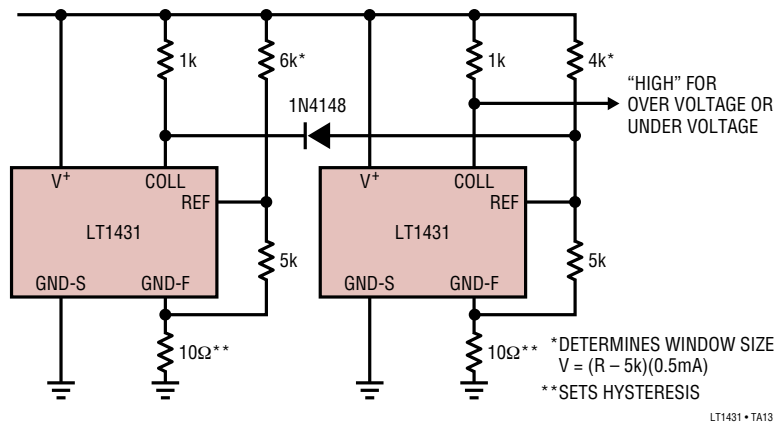 1k
6k*
1k
4k*
1N4148
"HIGH" FOR
OVER VOLTAGE OR
UNDER VOLTAGE
V+
COLL
REF
LT1431
GND-S
GND-F
5k
10Ω**
V+
COLL
REF
LT1431
GND-S
GND-F
5k
10Ω**
*DETERMINES WINDOW SIZE
V = (R – 5k)(0.5mA)
**SETS HYSTERESIS
LT1431 • TA13